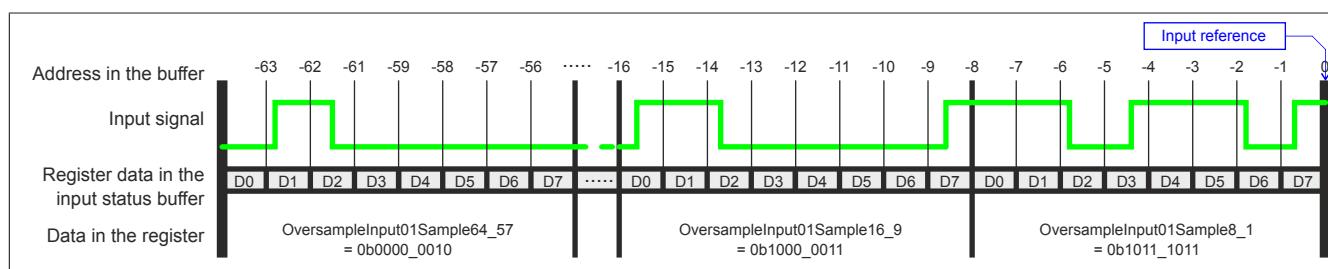 Input reference
Address in the buffer -63 -62 -61 -59 -58 -57 -56 ····· -16 -15 -14 -13 -12 -11 -10 -9 -8 -7 -6 -5 -4 -3 -2 -1 0
Input signal
Register data in the
input status buffer
D0 D1 D2 D3 D4 D5 D6 D7 ····· D0 D1 D2 D3 D4 D5 D6 D7 D0 D1 D2 D3 D4 D5 D6 D7
Data in the register
OversampleInput01Sample64_57
= 0b0000_0010
OversampleInput01Sample16_9
= 0b1000_0011
OversampleInput01Sample8_1
= 0b1011_1011